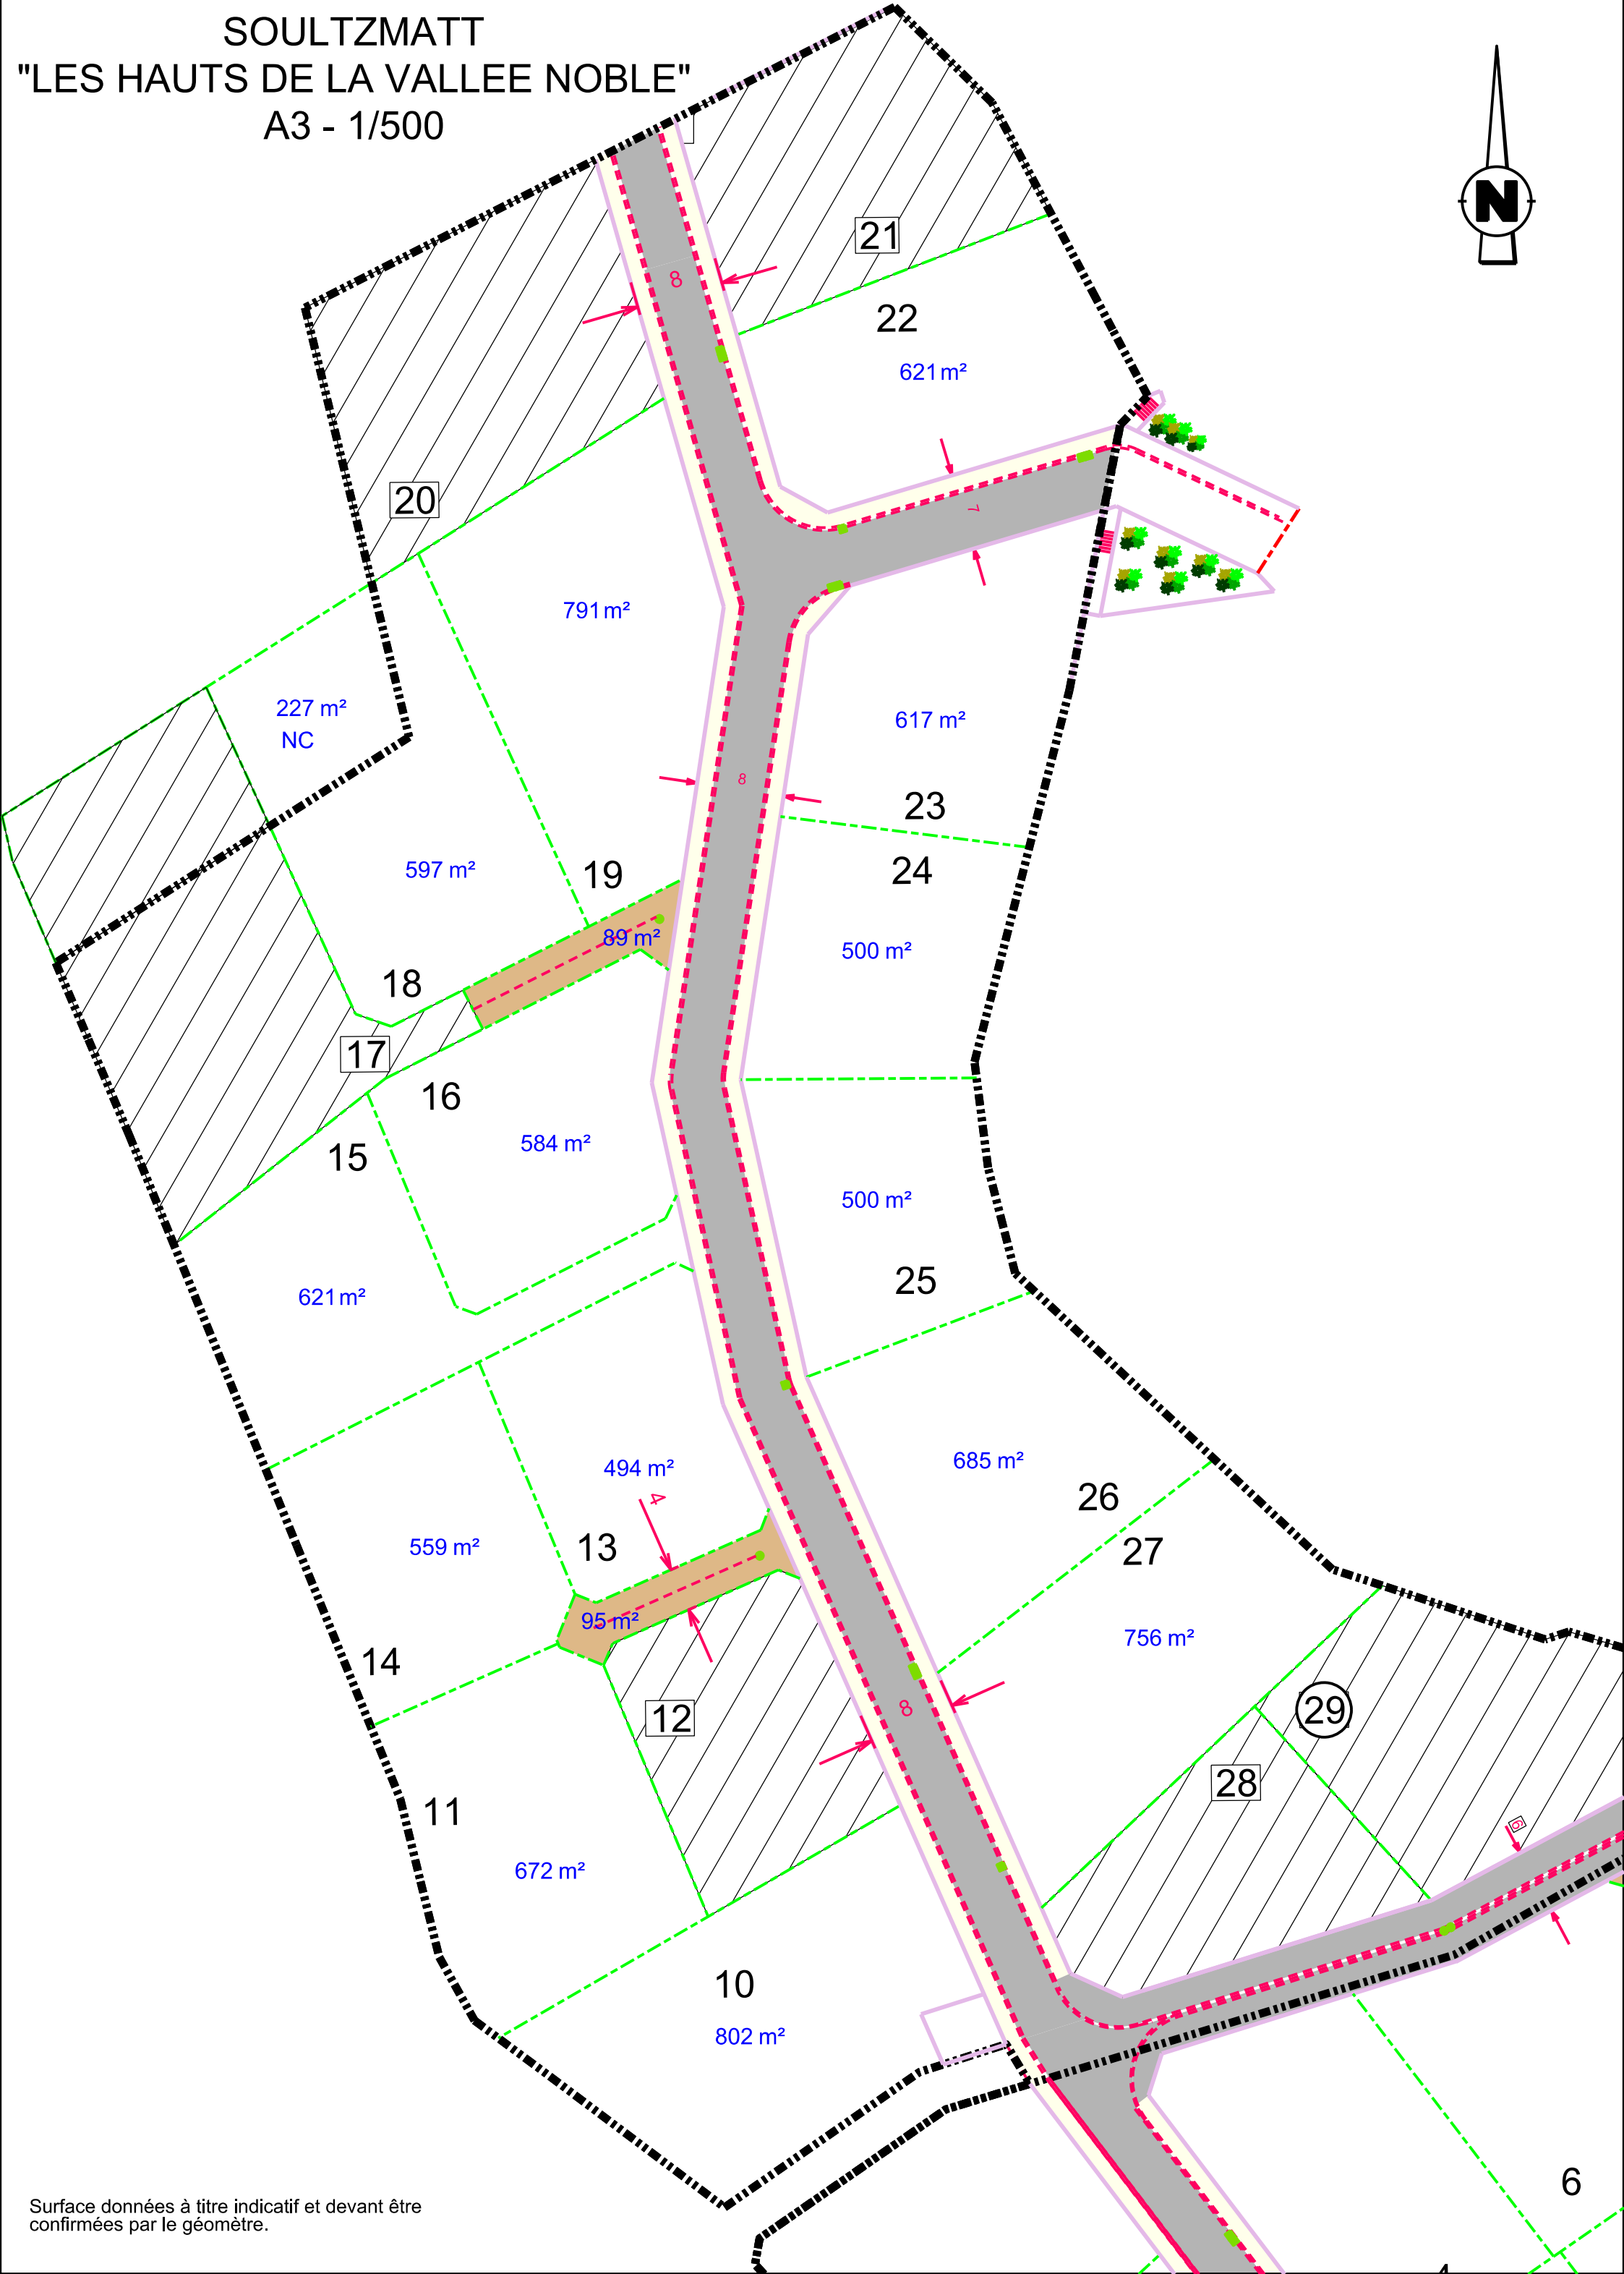 SOULTZMATT
"LES HAUTS DE LA VALLEE NOBLE"
A3 - 1/500
N
21
8
22
621 m²
20
7
791 m²
227 m²
NC
617 m²
8
23
597 m²
19
24
89 m²
500 m²
18
17
16
584 m²
15
500 m²
25
621 m²
494 m²
685 m²
4
26
559 m²
13
27
95 m²
756 m²
14
12
8
29
28
11
6
672 m²
10
802 m²
6
Surface données à titre indicatif et devant être
confirmées par le géomètre.